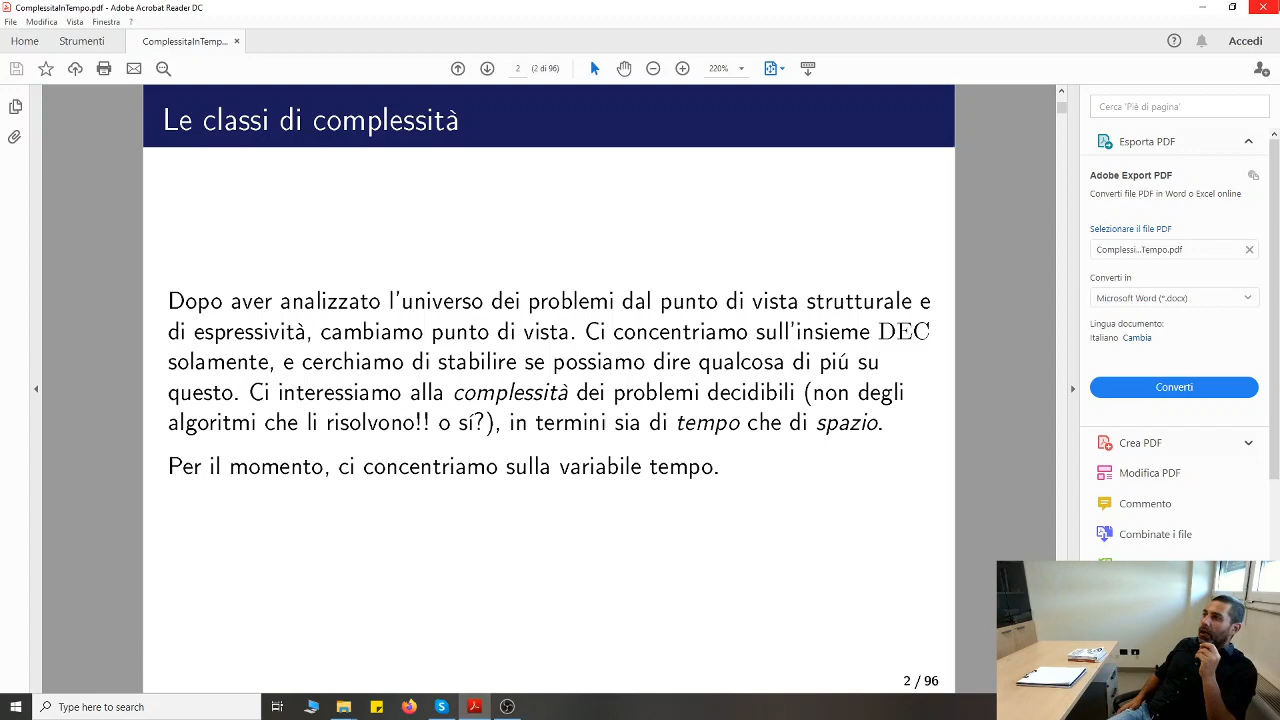 ComplessitaInTempo.pdf - Adobe Acrobat Reader DC
File Modifica Vista Finestra ?
Home Strumenti ComplessitaInTemp... × Accedi
2 (2 di 96) 220%
Le classi di complessità
Dopo aver analizzato l'universo dei problemi dal punto di vista strutturale e
di espressività, cambiamo punto di vista. Ci concentriamo sull'insieme DEC
solamente, e cerchiamo di stabilire se possiamo dire qualcosa di piú su
questo. Ci interessiamo alla complessità dei problemi decidibili (non degli
algoritmi che li risolvono!! o sí?), in termini sia di tempo che di spazio.
Per il momento, ci concentriamo sulla variabile tempo.
2 / 96
Cerca 'Piè di pagina'
Esporta PDF
Adobe Export PDF
Converti file PDF in Word o Excel online
Selezionare il file PDF
Complessi...Tempo.pdf
Converti in
Microsoft Word (*.docx)
Lingua documento:
Italiano Cambia
Converti
Crea PDF
Modifica PDF
Commento
Combinate i file
Type here to search